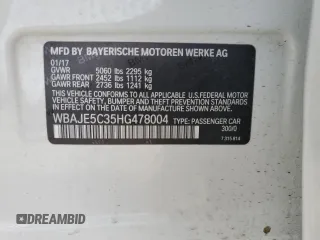 MFD BY BAYERISCHE MOTOREN WERKE AG
01/17
GVWR 5060 lbs 2295 kg
GAWR FRONT 2452 lbs 1112 kg
GAWR REAR 2736 lbs 1241 kg
THIS VEHICLE CONFORMS TO ALL APPLICABLE
U.S. FEDERAL MOTOR VEHICLE SAFETY, BUMPER, AND
THEFT PREVENTION STANDARDS IN EFFECT ON THE DATE
OF MANUFACTURE SHOWN ABOVE.
WBAJE5C35HG478004 TYPE: PASSENGER CAR
300/0
DREAMBID